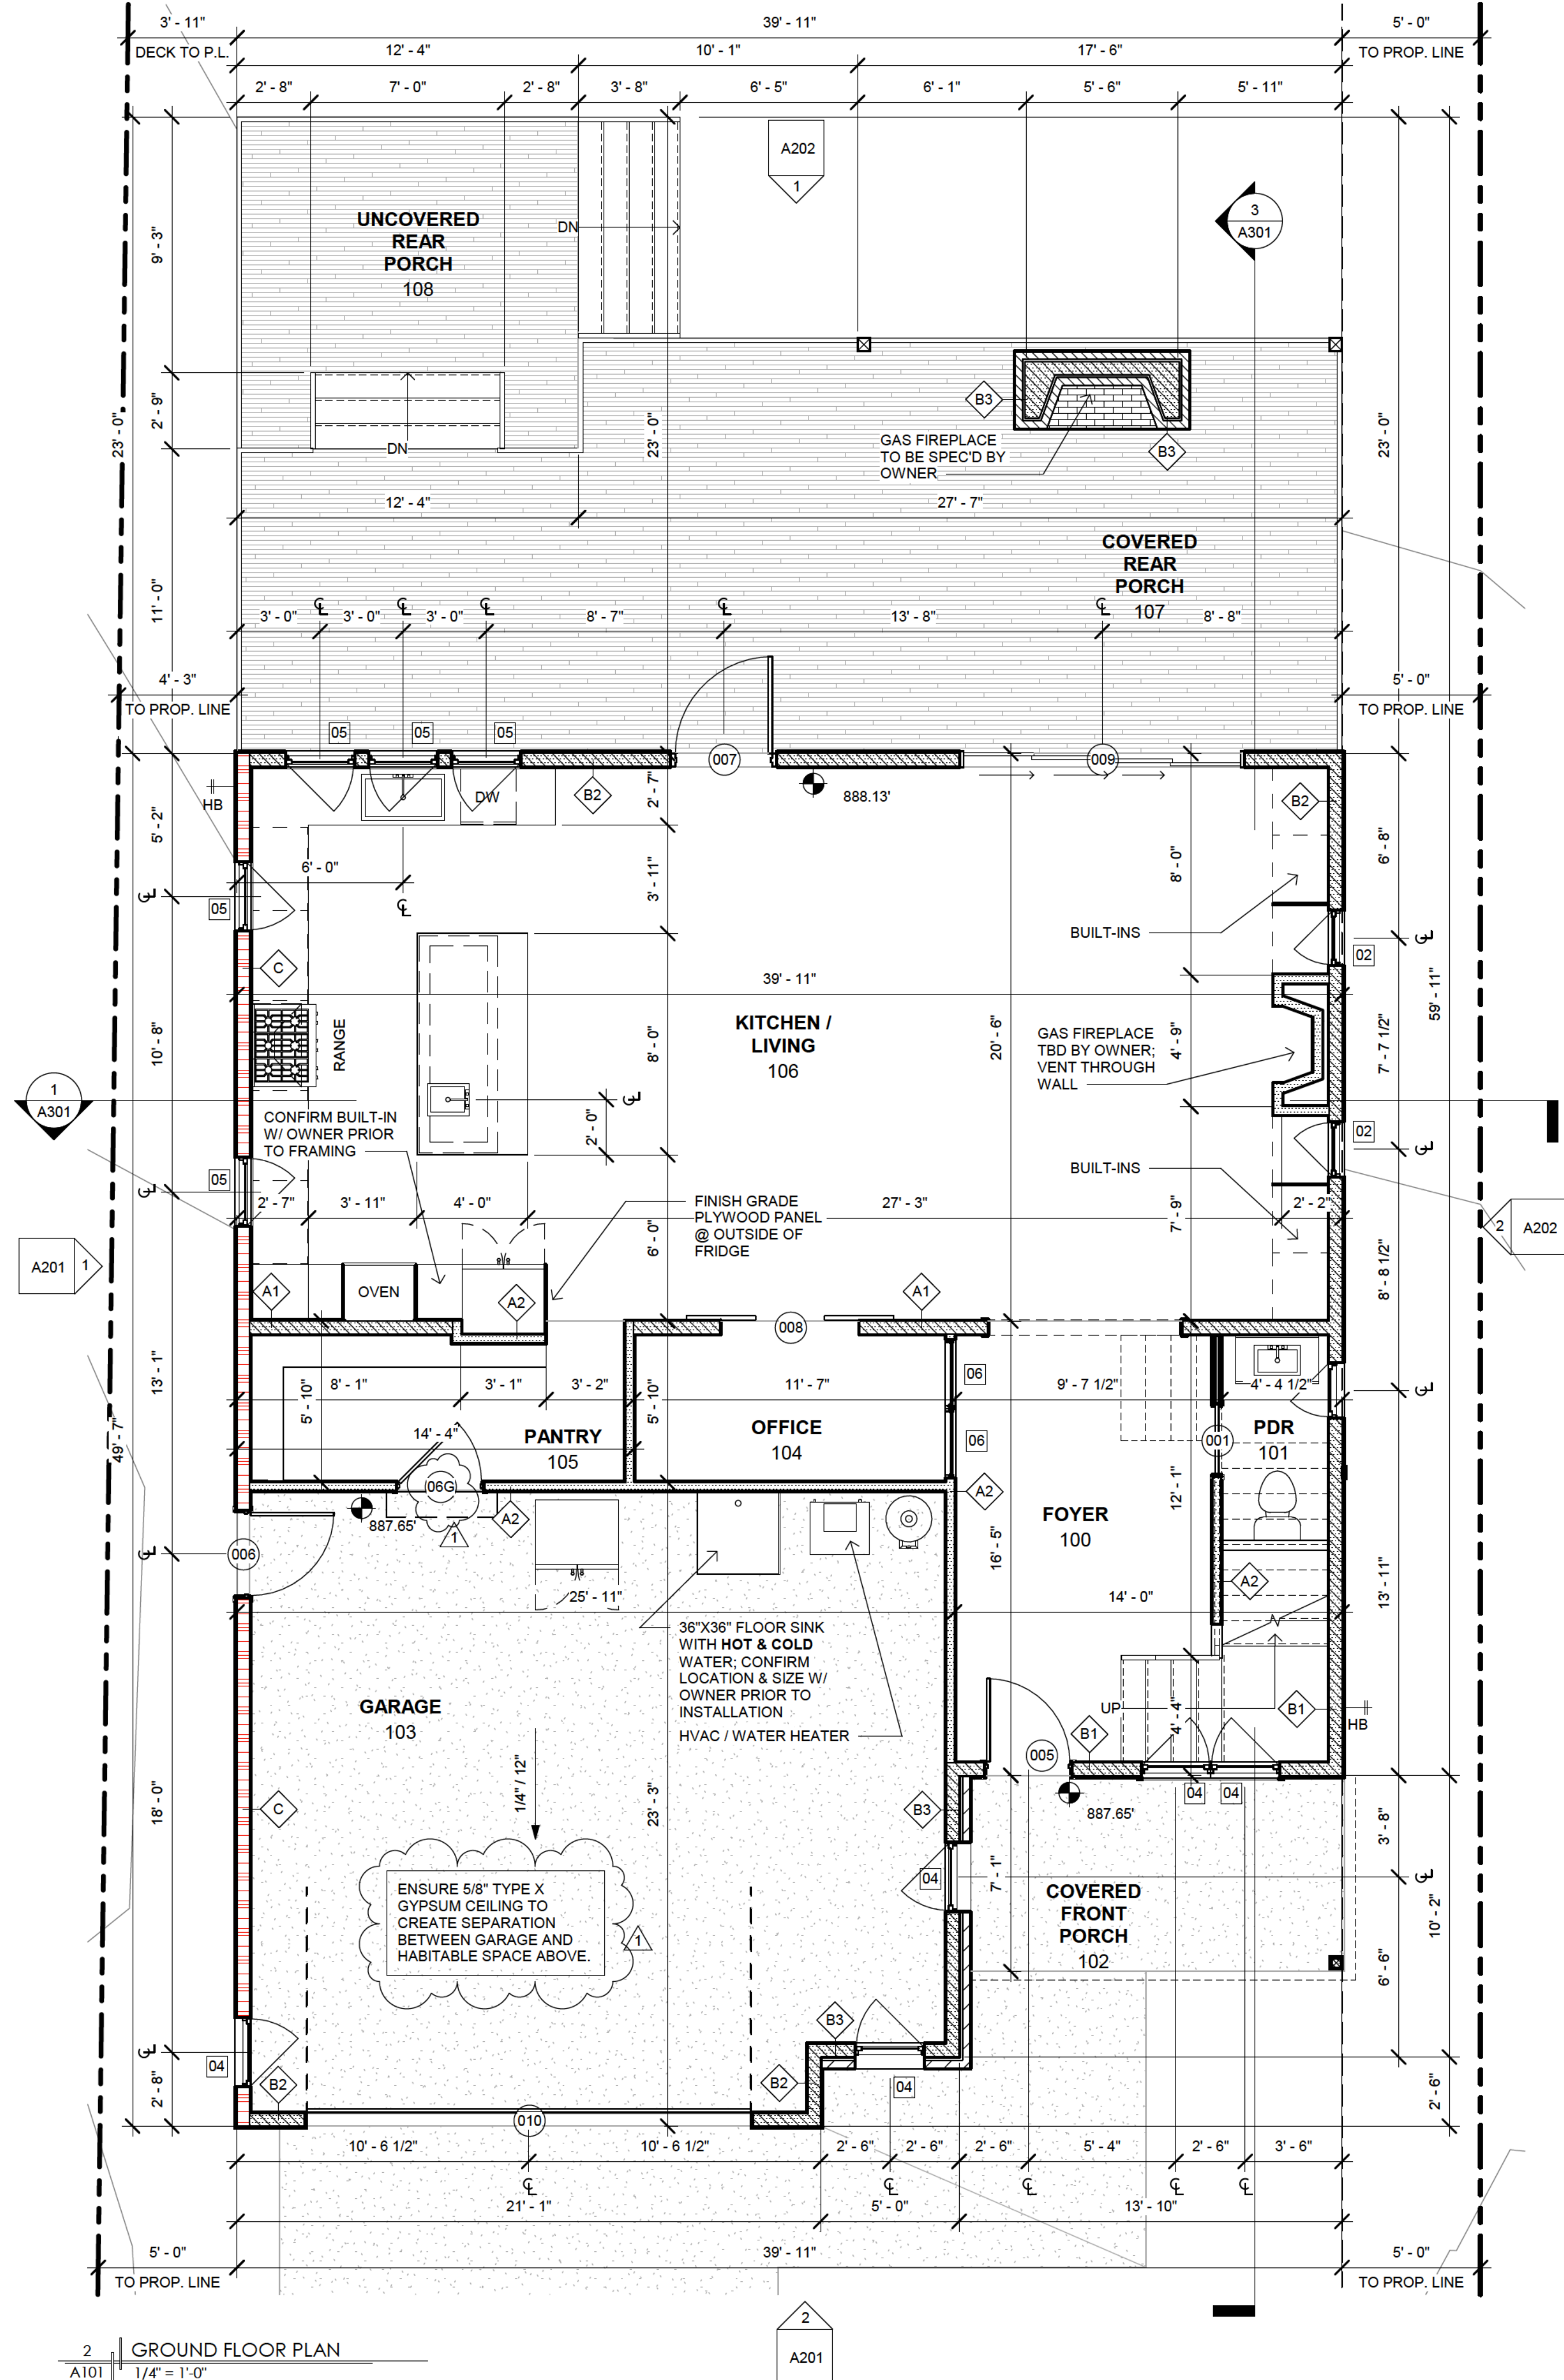 3' - 11"
39' - 11"
5' - 0"
DECK TO P.L.
12' - 4"
10' - 1"
17' - 6"
TO PROP. LINE
2' - 8"
7' - 0"
2' - 8"
3' - 8"
6' - 5"
6' - 1"
5' - 6"
5' - 11"
A202
1
3
A301
UNCOVERED
REAR
PORCH
108
DN
9' - 3"
2' - 9"
23' - 0"
DN
23' - 0"
23' - 0"
B3
B3
GAS FIREPLACE
TO BE SPEC'D BY
OWNER
12' - 4"
27' - 7"
COVERED
REAR
PORCH
107
11' - 0"
3' - 0"
3' - 0"
3' - 0"
8' - 7"
13' - 8"
8' - 8"
4' - 3"
TO PROP. LINE
5' - 0"
TO PROP. LINE
05
05
05
007
009
HB
DW
B2
2' - 7"
888.13'
B2
5' - 2"
6' - 0"
3' - 11"
8' - 0"
6' - 8"
05
BUILT-INS
02
C
39' - 11"
59' - 11"
KITCHEN /
LIVING
106
RANGE
10' - 8"
8' - 0"
20' - 6"
4' - 9"
7' - 7 1/2"
GAS FIREPLACE
TBD BY OWNER;
VENT THROUGH
WALL
1
A301
CONFIRM BUILT-IN
W/ OWNER PRIOR
TO FRAMING
2' - 0"
02
BUILT-INS
05
2' - 7"
3' - 11"
4' - 0"
FINISH GRADE
PLYWOOD PANEL
@ OUTSIDE OF
FRIDGE
27' - 3"
2' - 2"
6' - 0"
7' - 9"
8' - 8 1/2"
2
A202
A201
1
A1
OVEN
A2
A1
008
8' - 1"
3' - 1"
3' - 2"
11' - 7"
06
9' - 7 1/2"
4' - 4 1/2"
5' - 10"
5' - 10"
13' - 1"
49' - 7"
14' - 4"
PANTRY
105
OFFICE
104
06
001
PDR
101
06G
887.65'
1
A2
A2
12' - 1"
FOYER
100
16' - 5"
006
25' - 11"
A2
14' - 0"
13' - 11"
36"X36" FLOOR SINK
WITH HOT & COLD
WATER; CONFIRM
LOCATION & SIZE W/
OWNER PRIOR TO
INSTALLATION
HVAC / WATER HEATER
GARAGE
103
UP
4' - 4"
B1
B1
HB
005
1/4" / 12"
18' - 0"
C
23' - 3"
B3
04
04
887.65'
3' - 8"
ENSURE 5/8" TYPE X
GYPSUM CEILING TO
CREATE SEPARATION
BETWEEN GARAGE AND
HABITABLE SPACE ABOVE.
1
04
7' - 1"
COVERED
FRONT
PORCH
102
10' - 2"
6' - 6"
B3
04
2' - 8"
B2
B2
04
2' - 6"
010
10' - 6 1/2"
10' - 6 1/2"
2' - 6"
2' - 6"
2' - 6"
5' - 4"
2' - 6"
3' - 6"
21' - 1"
5' - 0"
13' - 10"
5' - 0"
39' - 11"
5' - 0"
TO PROP. LINE
TO PROP. LINE
2
A201
2
GROUND FLOOR PLAN
A101
1/4" = 1'-0"